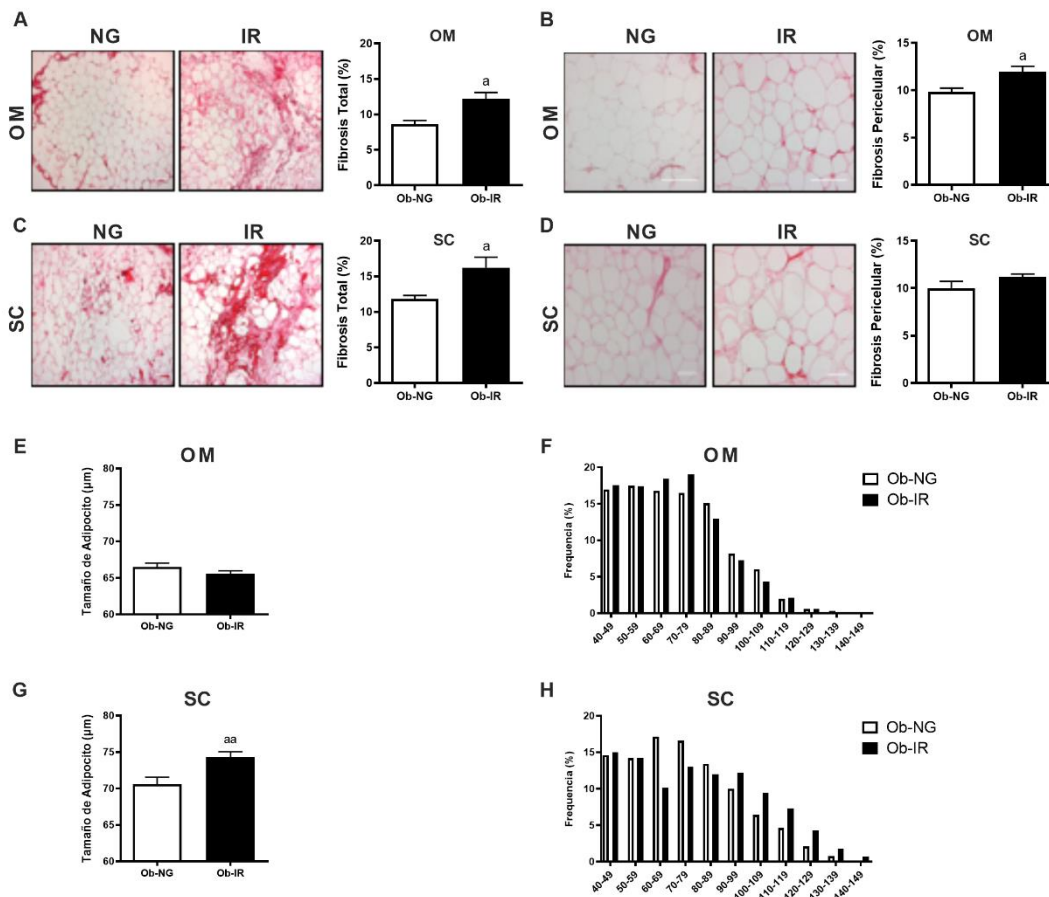 A
NG
IR
OM
OM
Fibrosis Total (%)
20
15
10
5
0
a
Ob-NG
Ob-IR
B
NG
IR
OM
OM
Fibrosis Pericelular (%)
15
10
5
0
a
Ob-NG
Ob-IR
C
NG
IR
SC
SC
Fibrosis Total (%)
20
15
10
5
0
a
Ob-NG
Ob-IR
D
NG
IR
SC
SC
Fibrosis Pericelular (%)
15
10
5
0
Ob-NG
Ob-IR
E
OM
Tamaño de Adipocito (µm)
80
75
70
65
60
Ob-NG
Ob-IR
F
OM
Frequencia (%)
20
15
10
5
0
40-49
50-59
60-69
70-79
80-89
90-99
100-109
110-119
120-129
130-139
140-149
Ob-NG
Ob-IR
G
SC
Tamaño de Adipocito (µm)
80
75
70
65
60
aa
Ob-NG
Ob-IR
H
SC
Frequencia (%)
20
15
10
5
0
40-49
50-59
60-69
70-79
80-89
90-99
100-109
110-119
120-129
130-139
140-149
Ob-NG
Ob-IR